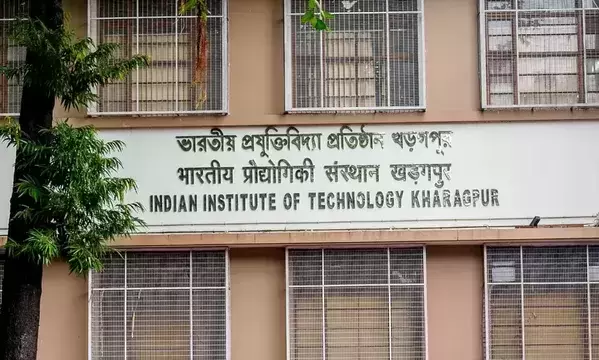 ভারতীয় প্রযুক্তিবিদ্যা প্রতিষ্ঠান খড়গপুর
भारतीय प्रौद्योगिकी संस्थान खड़गपुर
INDIAN INSTITUTE OF TECHNOLOGY KHARAGPUR